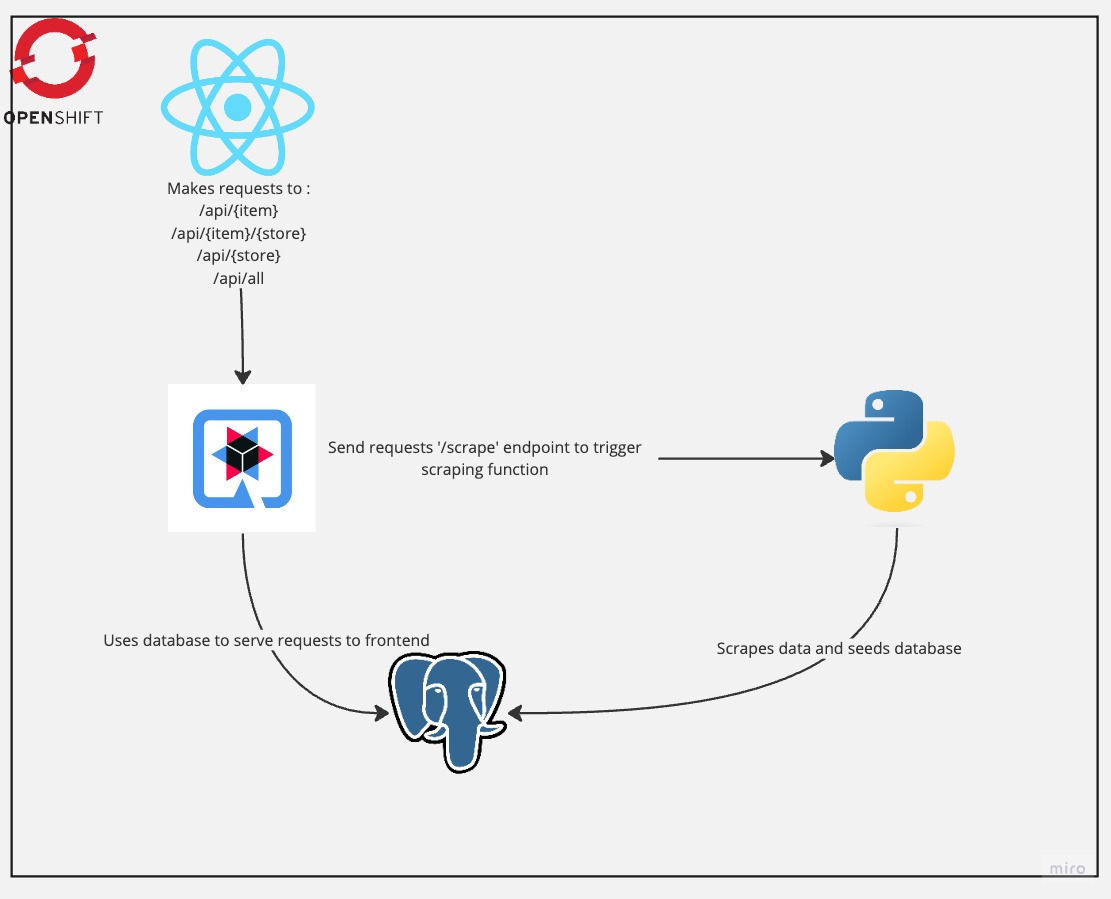 OPENSHIFT
Makes requests to :
/api/{item}
/api/{item}/{store}
/api/{store}
/api/all
Send requests '/scrape' endpoint to trigger
scraping function
Uses database to serve requests to frontend
Scrapes data and seeds database
miro